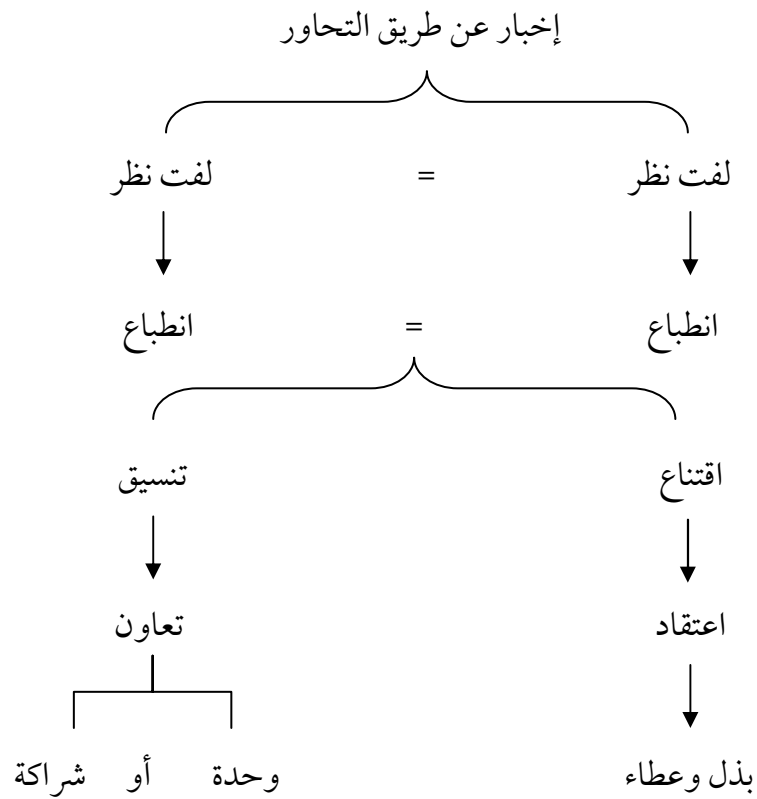 إخبار عن طريق التحاور
لفت نظر = لفت نظر
انطباع = انطباع
اقتناع تنسيق
اعتقاد تعاون
بذل وعطاء وحدة أو شراكة